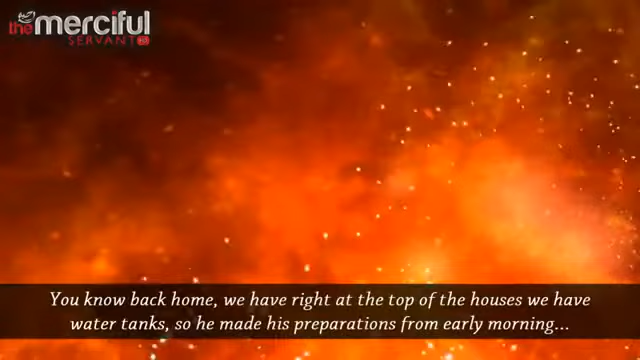 the merciful
SERVANT
You know back home, we have right at the top of the houses we have
water tanks, so he made his preparations from early morning...